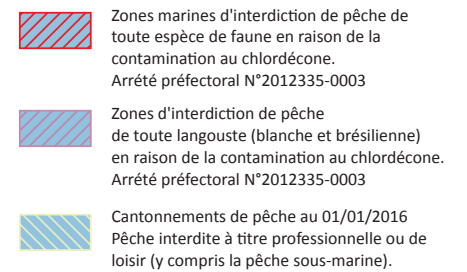 Zones marines d'interdiction de pêche de
toute espèce de faune en raison de la
contamination au chlordécone.
Arrété préfectoral N°2012335-0003
Zones d'interdiction de pêche
de toute langouste (blanche et brésilienne)
en raison de la contamination au chlordécone.
Arrété préfectoral N°2012335-0003
Cantonnements de pêche au 01/01/2016
Pêche interdite à titre professionnelle ou de
loisir (y compris la pêche sous-marine).